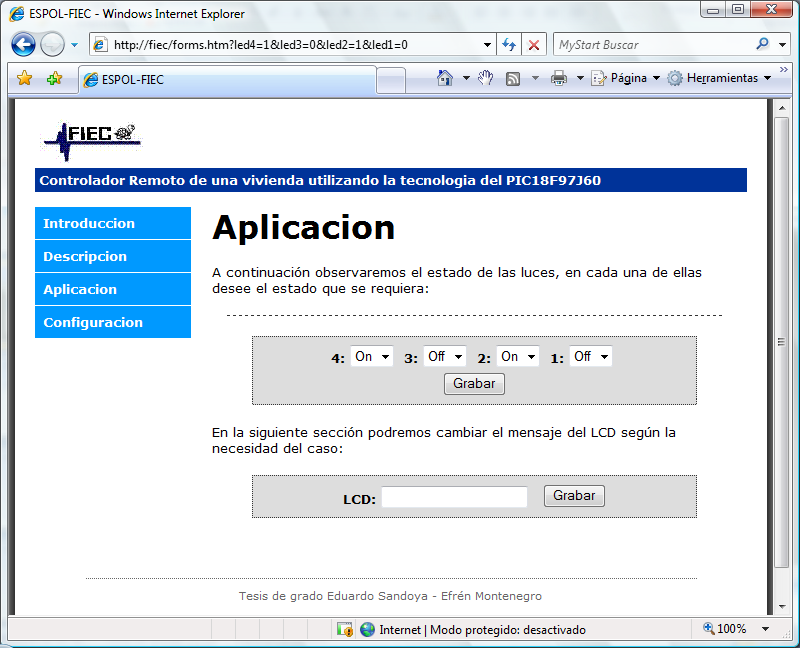 ESPOL-FIEC - Windows Internet Explorer
http://fiec/forms.htm?led4=1&led3=0&led2=1&led1=0
MyStart Buscar
ESPOL-FIEC
Página
Herramientas
FIEC
Controlador Remoto de una vivienda utilizando la tecnologia del PIC18F97J60
Introduccion
Descripcion
Aplicacion
Configuracion
Aplicacion
A continuación observaremos el estado de las luces, en cada una de ellas
desee el estado que se requiera:
4: On 3: Off 2: On 1: Off
Grabar
En la siguiente sección podremos cambiar el mensaje del LCD según la
necesidad del caso:
LCD: Grabar
Tesis de grado Eduardo Sandoya - Efrén Montenegro
Internet | Modo protegido: desactivado
100%